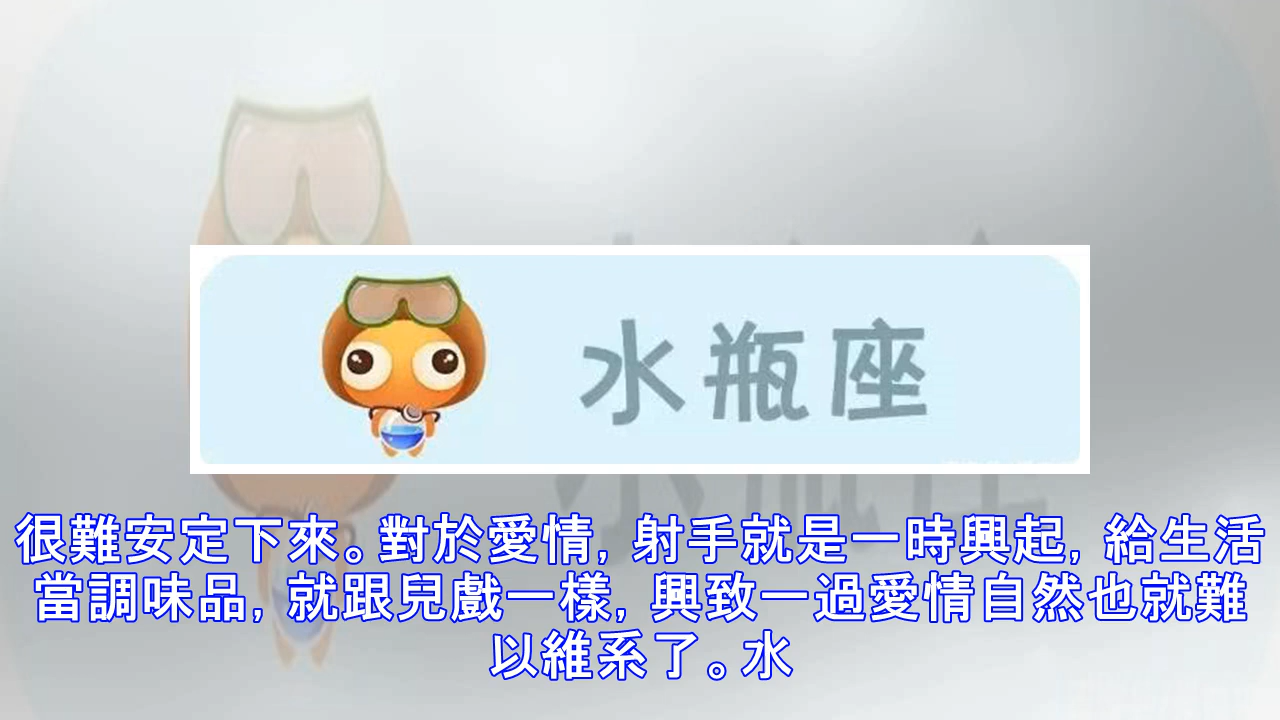 水瓶座
很難安定下來。對於愛情, 射手就是一時興起, 給生活
當調味品, 就跟兒戲一樣, 興致一過愛情自然也就難
以維系了。水